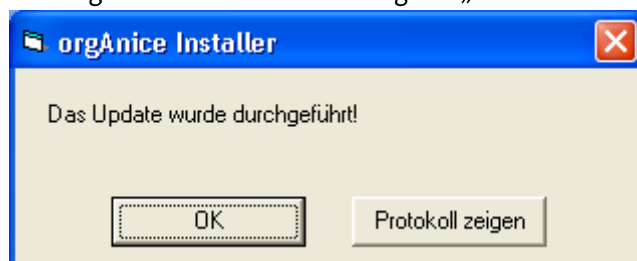 orgAnice Installer
Das Update wurde durchgeführt!
OK
Protokoll zeigen